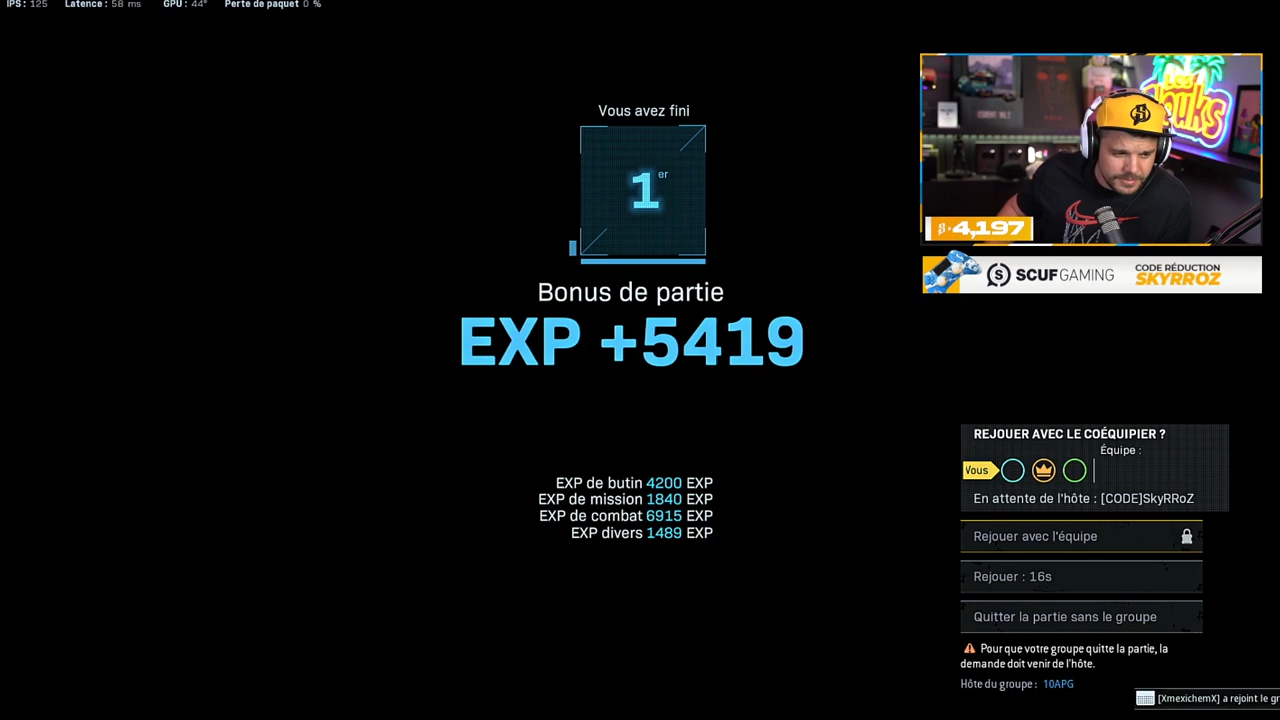 IPS : 125 Latence : 58 ms GPU : 44° Perte de paquet 0 %
Vous avez fini
1er
Bonus de partie
EXP +5419
EXP de butin 4200 EXP
EXP de mission 1840 EXP
EXP de combat 6915 EXP
EXP divers 1489 EXP
Les
4,197
SCUF GAMING
CODE RÉDUCTION
SKYRROZ
REJOUER AVEC LE COÉQUIPIER ?
Équipe :
Vous
En attente de l'hôte : [CODE]SkyRRoZ
Rejouer avec l'équipe
Rejouer : 16s
Quitter la partie sans le groupe
Pour que votre groupe quitte la partie, la
demande doit venir de l'hôte.
Hôte du groupe : 10APG
[XmexichemX] a rejoint le gr